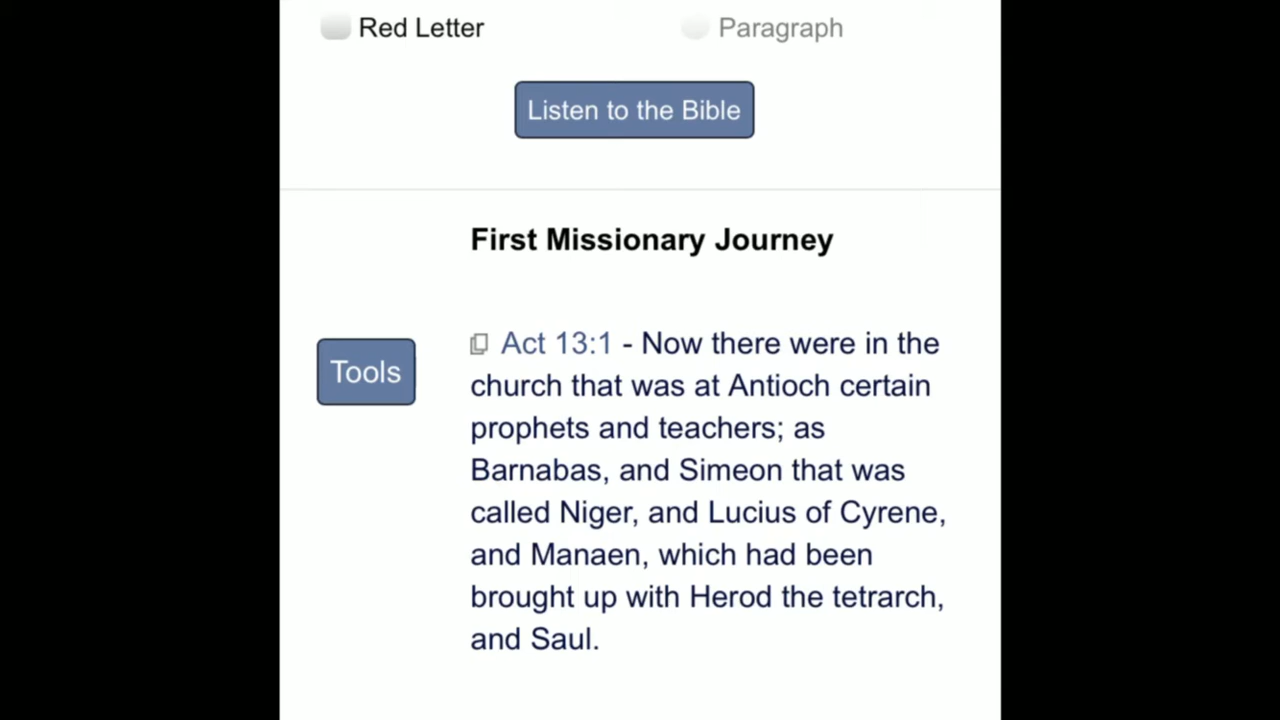 Red Letter
Paragraph
Listen to the Bible
First Missionary Journey
Tools
Act 13:1 - Now there were in the
church that was at Antioch certain
prophets and teachers; as
Barnabas, and Simeon that was
called Niger, and Lucius of Cyrene,
and Manaen, which had been
brought up with Herod the tetrarch,
and Saul.